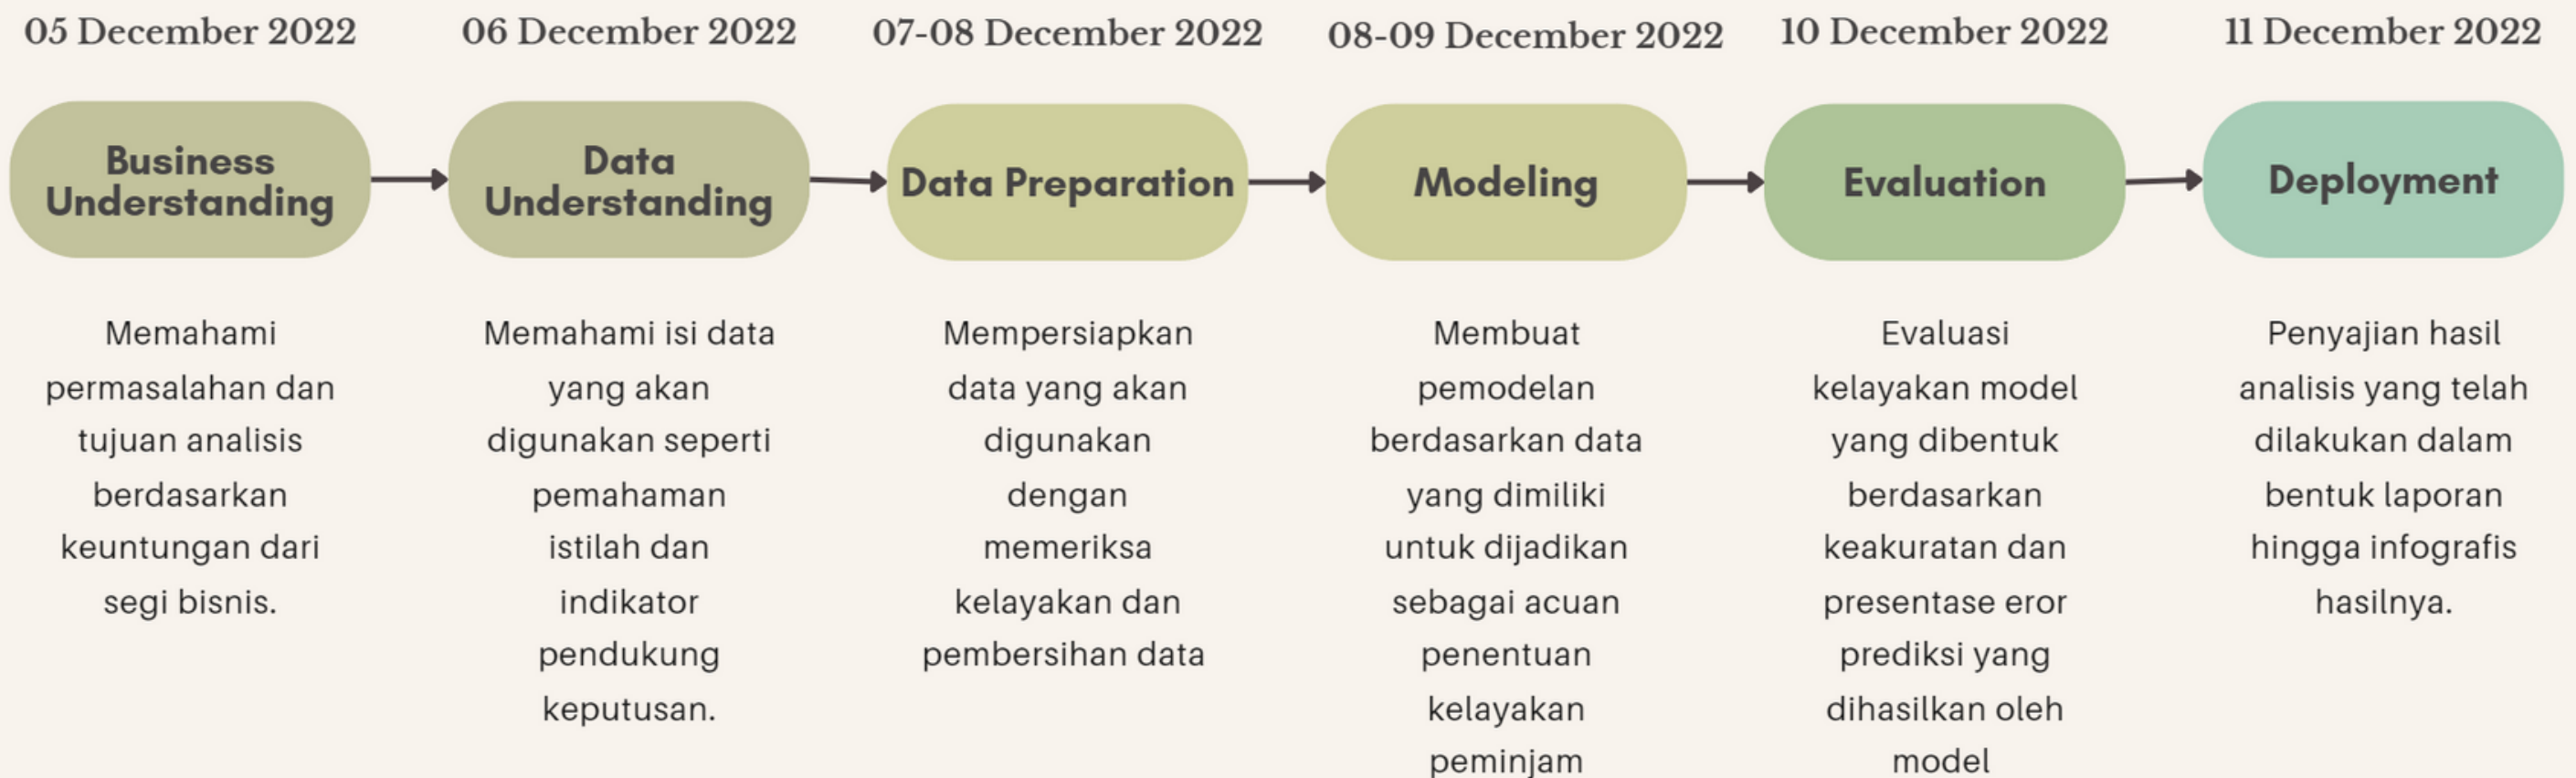 05 December 2022
06 December 2022
07-08 December 2022
08-09 December 2022
10 December 2022
11 December 2022
Business
Understanding
Data
Understanding
Data Preparation
Modeling
Evaluation
Deployment
Memahami
permasalahan dan
tujuan analisis
berdasarkan
keuntungan dari
segi bisnis.
Memahami isi data
yang akan
digunakan seperti
pemahaman
istilah dan
indikator
pendukung
keputusan.
Mempersiapkan
data yang akan
digunakan
dengan
memeriksa
kelayakan dan
pembersihan data
Membuat
pemodelan
berdasarkan data
yang dimiliki
untuk dijadikan
sebagai acuan
penentuan
kelayakan
peminjam
Evaluasi
kelayakan model
yang dibentuk
berdasarkan
keakuratan dan
presentase eror
prediksi yang
dihasilkan oleh
model
Penyajian hasil
analisis yang telah
dilakukan dalam
bentuk laporan
hingga infografis
hasilnya.